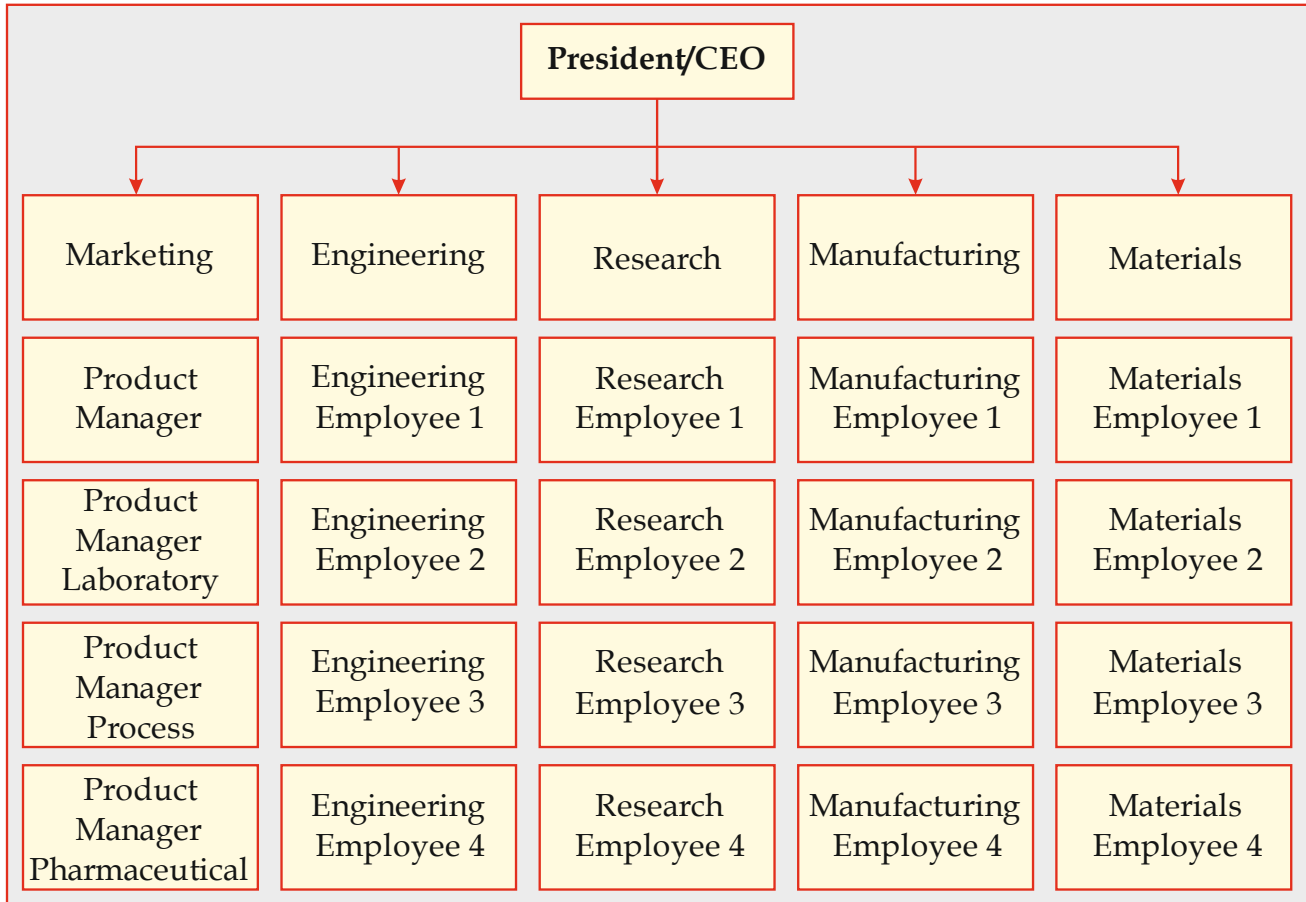 President/CEO
Marketing
Engineering
Research
Manufacturing
Materials
Product
Manager
Engineering
Employee 1
Research
Employee 1
Manufacturing
Employee 1
Materials
Employee 1
Product
Manager
Laboratory
Engineering
Employee 2
Research
Employee 2
Manufacturing
Employee 2
Materials
Employee 2
Product
Manager
Process
Engineering
Employee 3
Research
Employee 3
Manufacturing
Employee 3
Materials
Employee 3
Product
Manager
Pharmaceutical
Engineering
Employee 4
Research
Employee 4
Manufacturing
Employee 4
Materials
Employee 4